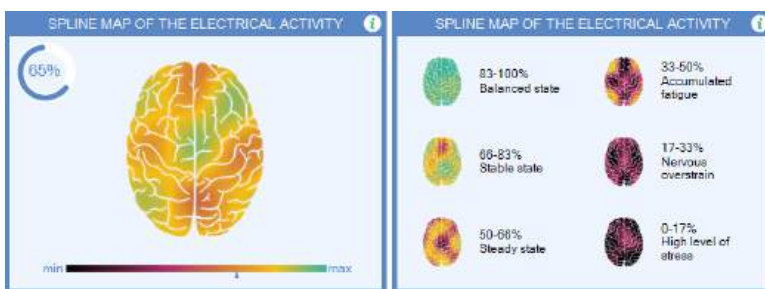 SPLINE MAP OF THE ELECTRICAL ACTIVITY i
65%
min max
SPLINE MAP OF THE ELECTRICAL ACTIVITY i
83-100%
Balanced state
33-50%
Accumulated
fatigue
66-83%
Stable state
17-33%
Nervous
overstrain
50-66%
Steady state
0-17%
High level of
stress